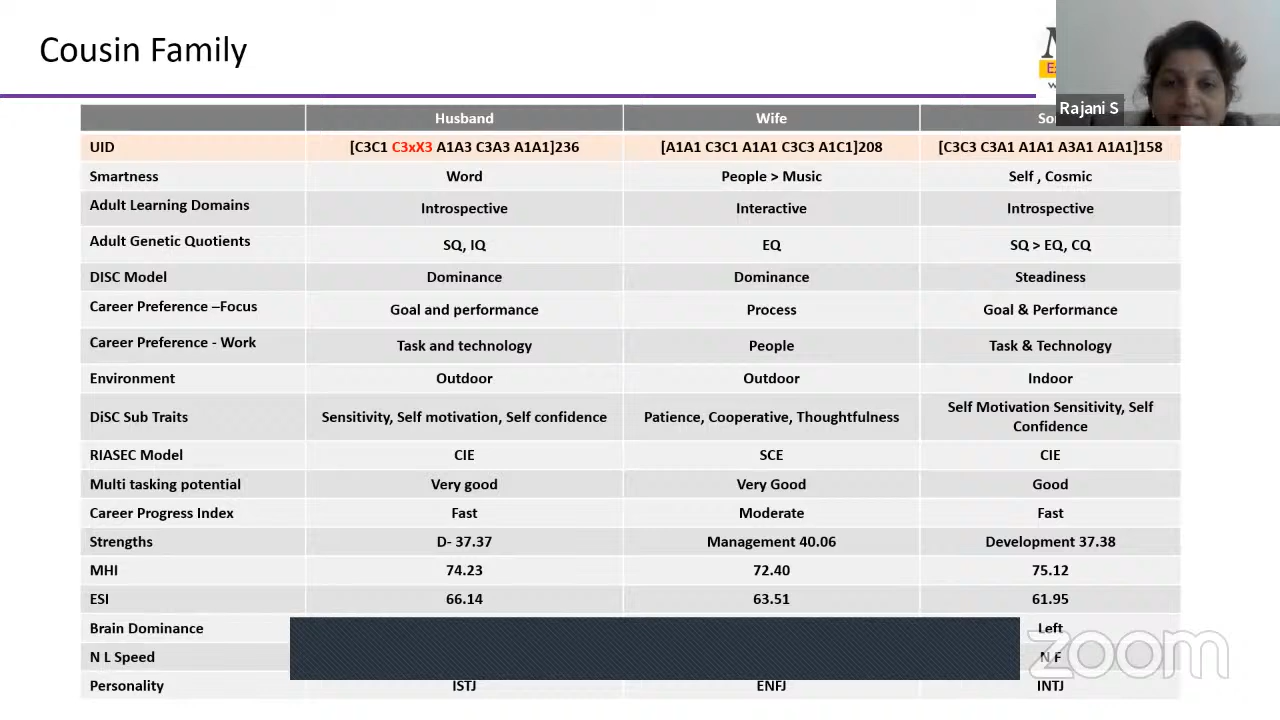 Cousin Family
Rajani S
Husband Wife
UID [C3C1 C3xX3 A1A3 C3A3 A1A1]236 [A1A1 C3C1 A1A1 C3C3 A1C1]208 [C3C3 C3A1 A1A1 A3A1 A1A1]158
Smartness Word People > Music Self , Cosmic
Adult Learning Domains Introspective Interactive Introspective
Adult Genetic Quotients SQ, IQ EQ SQ > EQ, CQ
DISC Model Dominance Dominance Steadiness
Career Preference –Focus Goal and performance Process Goal & Performance
Career Preference - Work Task and technology People Task & Technology
Environment Outdoor Outdoor Indoor
DiSC Sub Traits Sensitivity, Self motivation, Self confidence Patience, Cooperative, Thoughtfulness Self Motivation Sensitivity, Self
Confidence
RIASEC Model CIE SCE CIE
Multi tasking potential Very good Very Good Good
Career Progress Index Fast Moderate Fast
Strengths D- 37.37 Management 40.06 Development 37.38
MHI 74.23 72.40 75.12
ESI 66.14 63.51 61.95
Brain Dominance Left
N L Speed N F
Personality ISTJ ENFJ INTJ
zoom